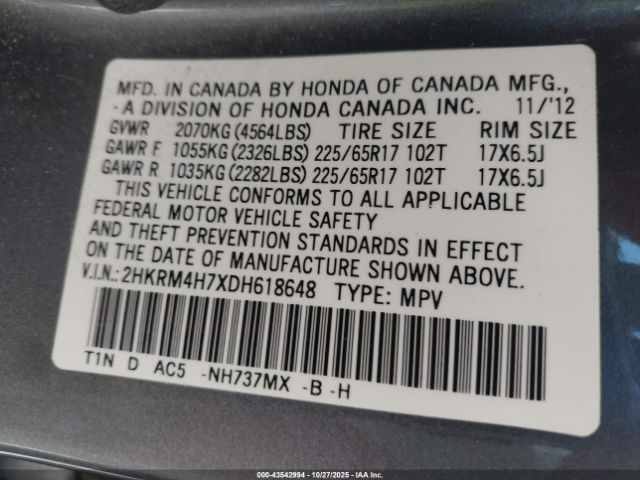 MFD. IN CANADA BY HONDA OF CANADA MFG.,
-A DIVISION OF HONDA CANADA INC. 11/'12
GVWR 2070KG (4564LBS) TIRE SIZE RIM SIZE
GAWR F 1055KG (2326LBS) 225/65R17 102T 17X6.5J
GAWR R 1035KG (2282LBS) 225/65R17 102T 17X6.5J
THIS VEHICLE CONFORMS TO ALL APPLICABLE
FEDERAL MOTOR VEHICLE SAFETY
AND THEFT PREVENTION STANDARDS IN EFFECT
ON THE DATE OF MANUFACTURE SHOWN ABOVE.
V.I.N.:2HKRM4H7XDH618648 TYPE: MPV
T1N D AC5 -NH737MX -B -H
00-43542994 | 10/27/2025 | IAA Inc.